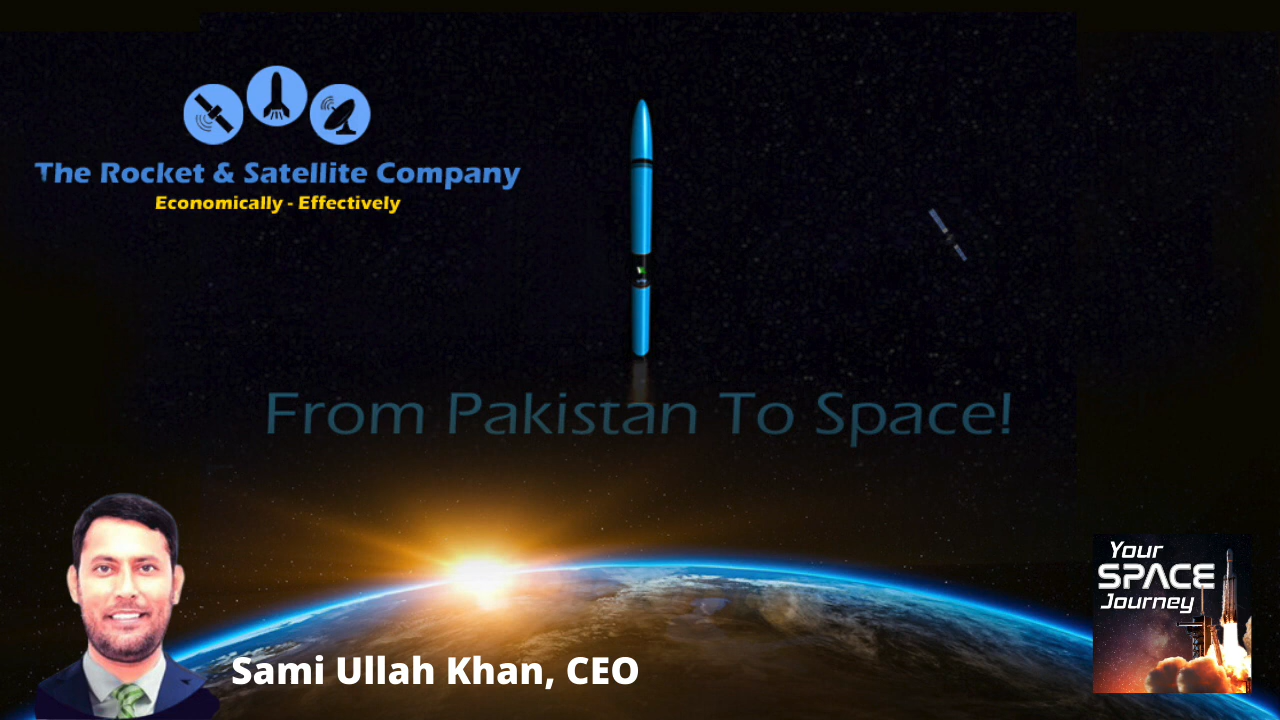 The Rocket & Satellite Company
Economically - Effectively
From Pakistan To Space!
Sami Ullah Khan, CEO
Your
SPACE
Journey